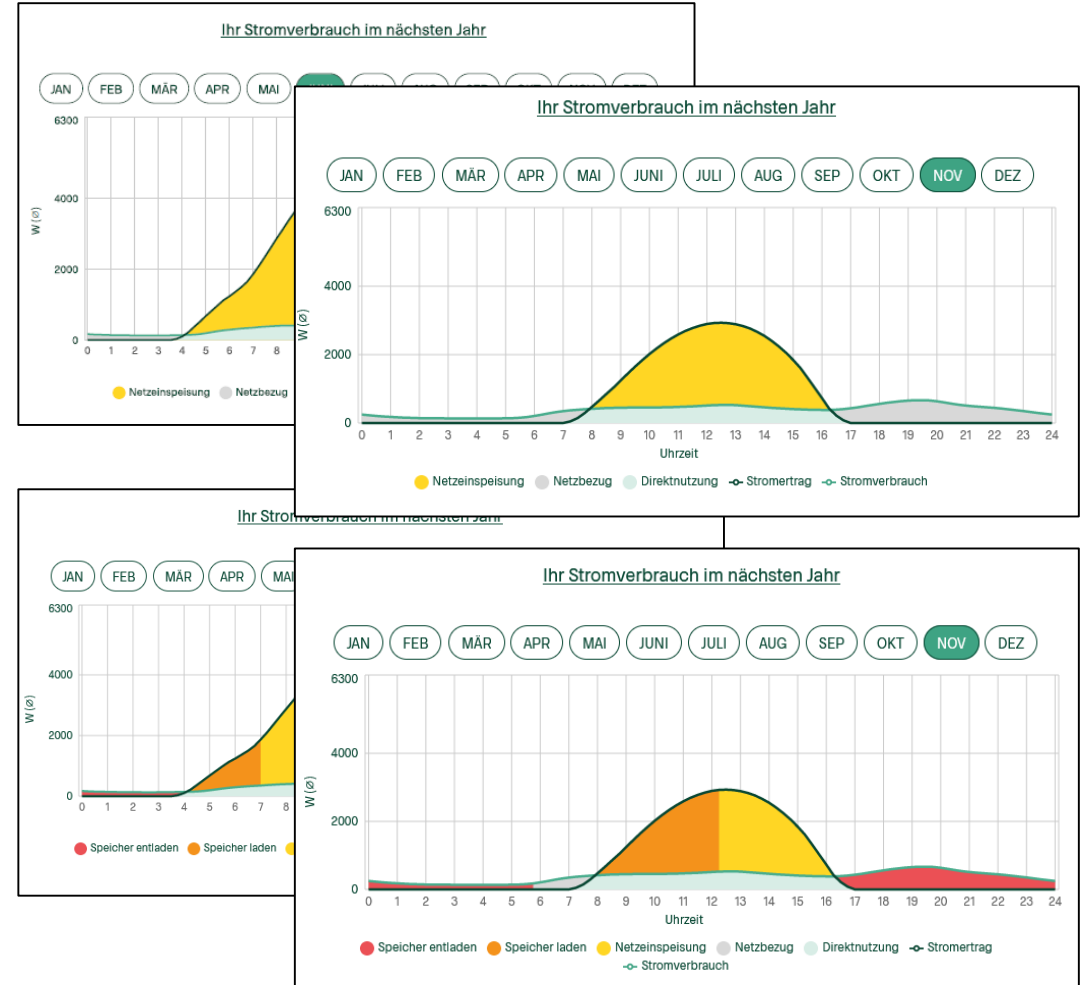 Ihr Stromverbrauch im nächsten Jahr
JAN FEB MÄR APR MAI
6300
4000
2000
0
W (Ø)
0 1 2 3 4 5 6 7 8
Netzeinspeisung Netzbezug
Ihr Stromverbrauch im nächsten Jahr
JAN FEB MÄR APR MAI JUNI JULI AUG SEP OKT NOV DEZ
6300
4000
2000
0
W (Ø)
0 1 2 3 4 5 6 7 8 9 10 11 12 13 14 15 16 17 18 19 20 21 22 23 24
Uhrzeit
Netzeinspeisung Netzbezug Direktnutzung Stromertrag Stromverbrauch
Ihr Stromverbrauch im nächsten Jahr
JAN FEB MÄR APR MAI
6300
4000
2000
0
W (Ø)
0 1 2 3 4 5 6 7 8
Speicher entladen Speicher laden
Ihr Stromverbrauch im nächsten Jahr
JAN FEB MÄR APR MAI JUNI JULI AUG SEP OKT NOV DEZ
6300
4000
2000
0
W (Ø)
0 1 2 3 4 5 6 7 8 9 10 11 12 13 14 15 16 17 18 19 20 21 22 23 24
Uhrzeit
Speicher entladen Speicher laden Netzeinspeisung Netzbezug Direktnutzung Stromertrag
Stromverbrauch